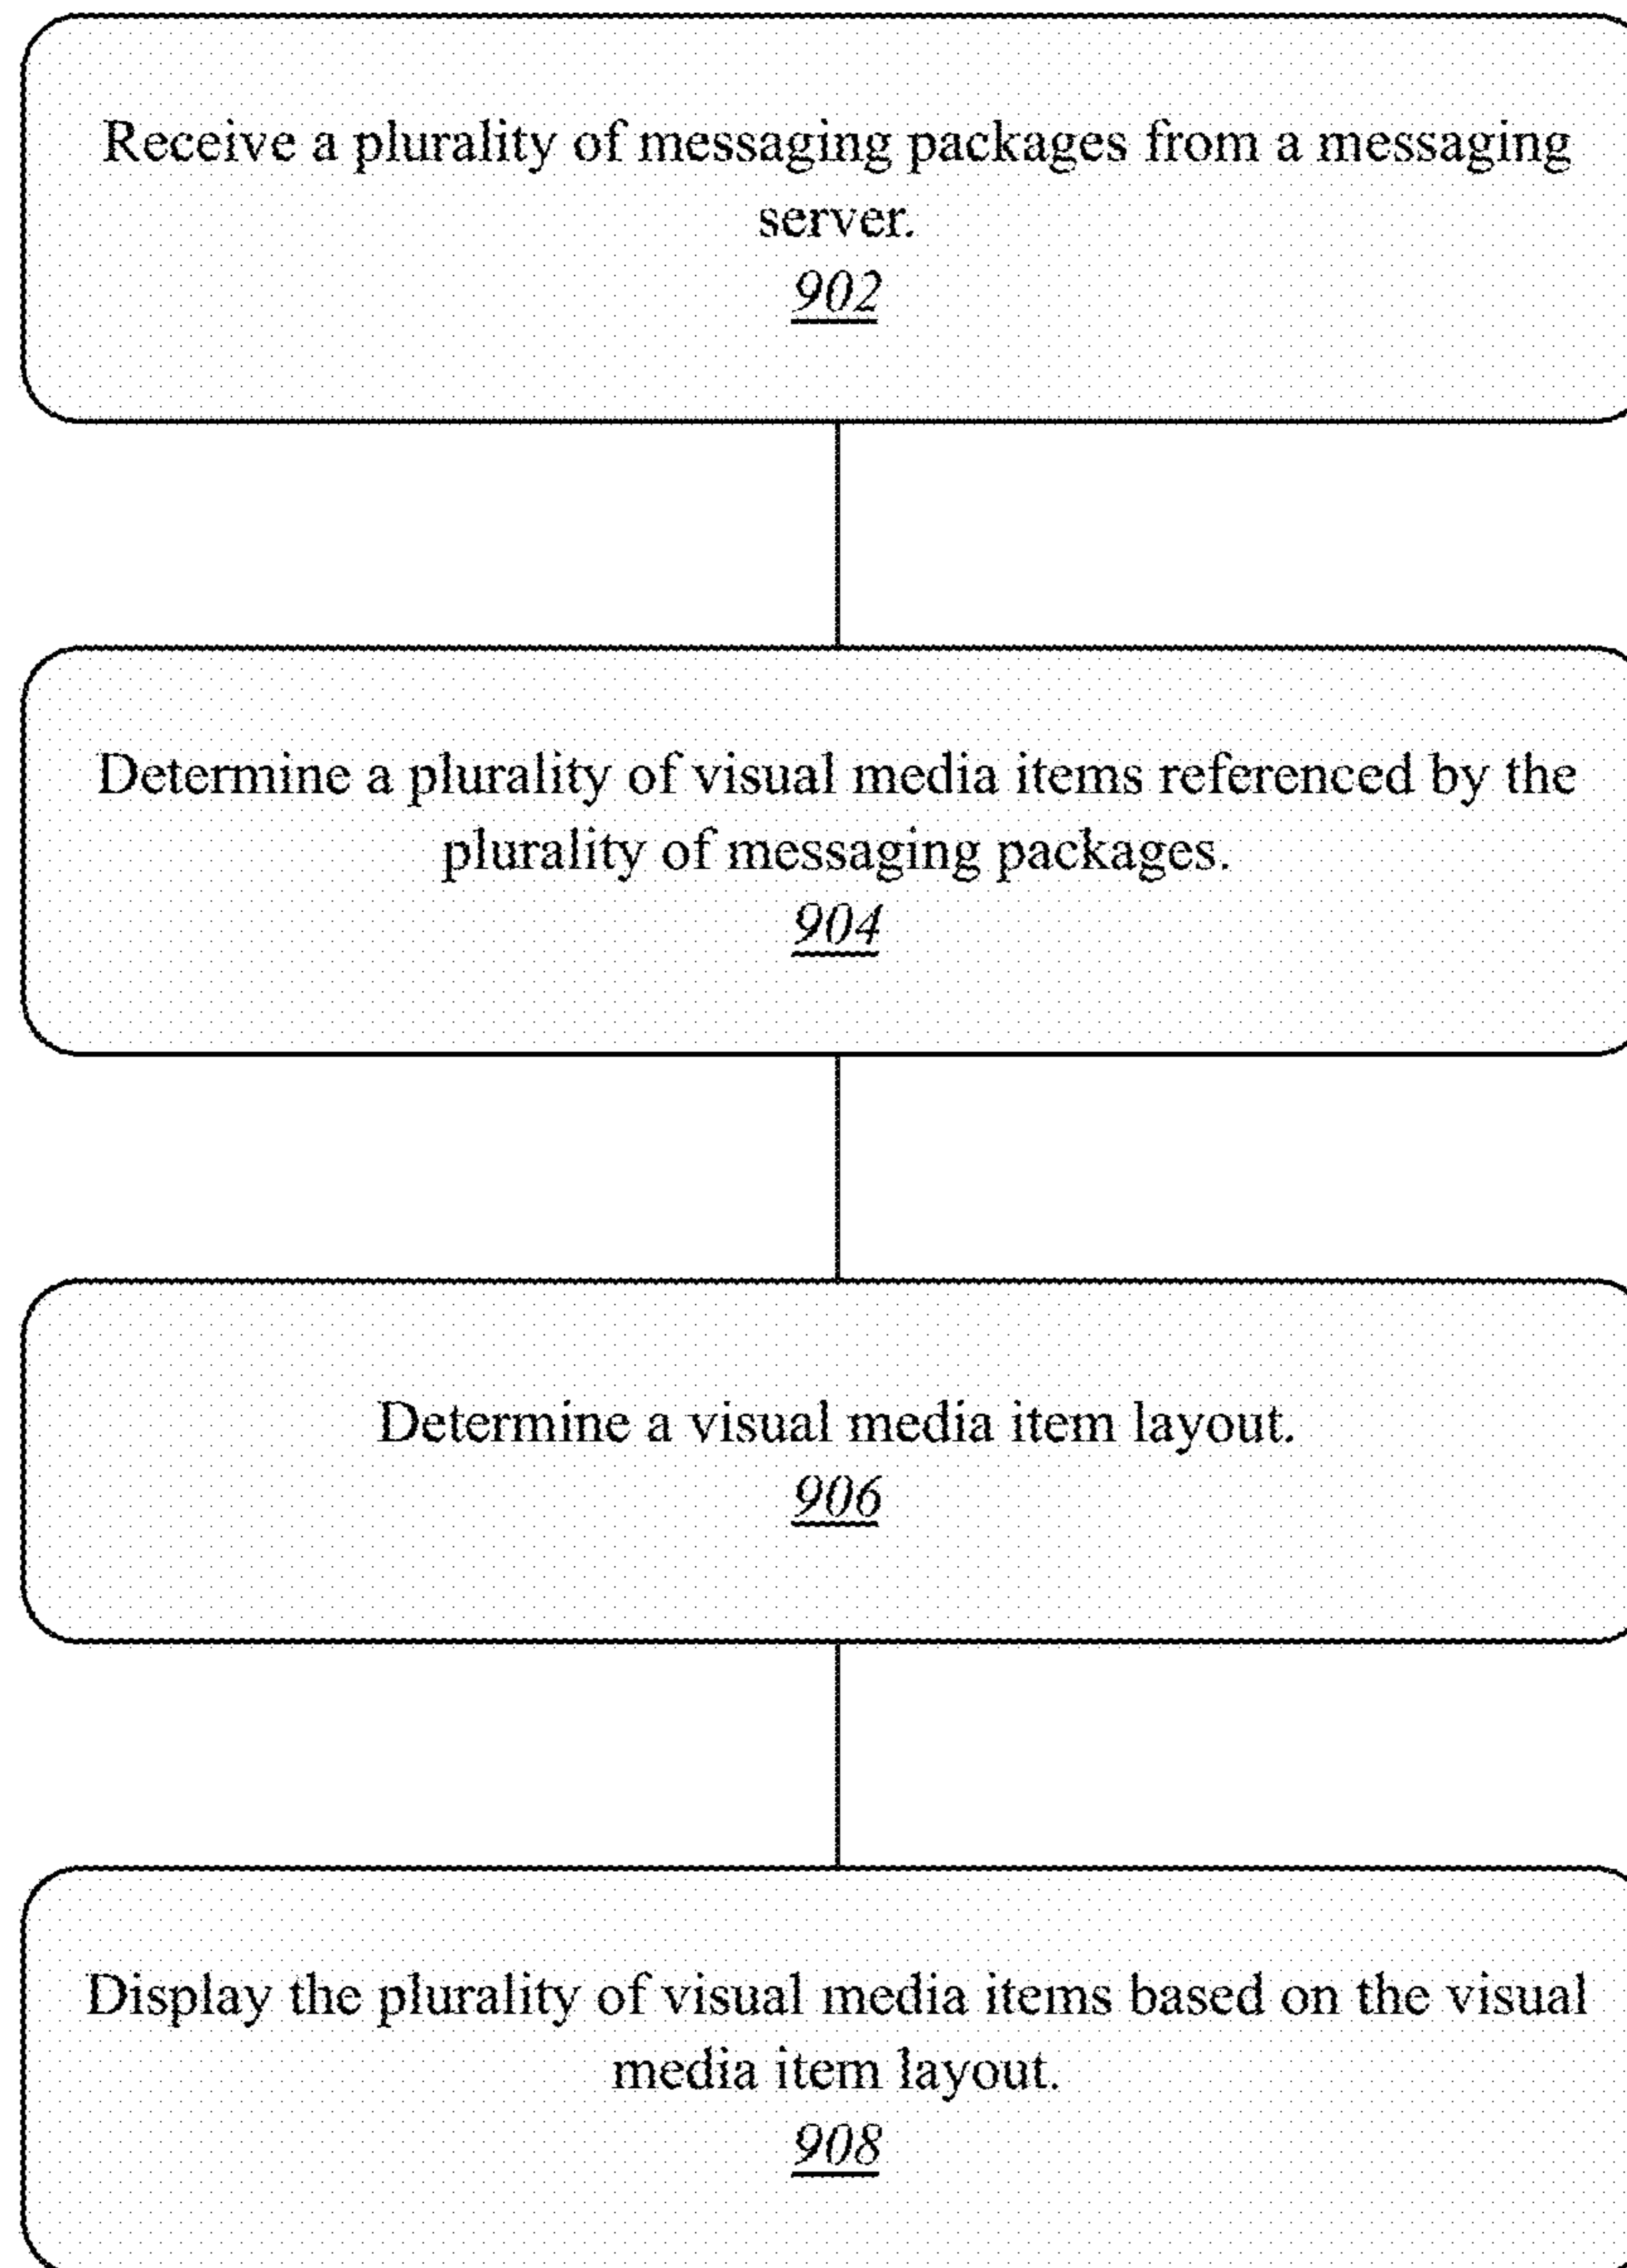 Receive a plurality of messaging packages from a messaging
server.
902
Determine a plurality of visual media items referenced by the
plurality of messaging packages.
904
Determine a visual media item layout.
906
Display the plurality of visual media items based on the visual
media item layout.
908